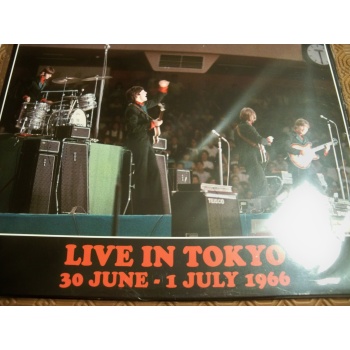 LIVE IN TOKYO
30 JUNE - 1 JULY 1966